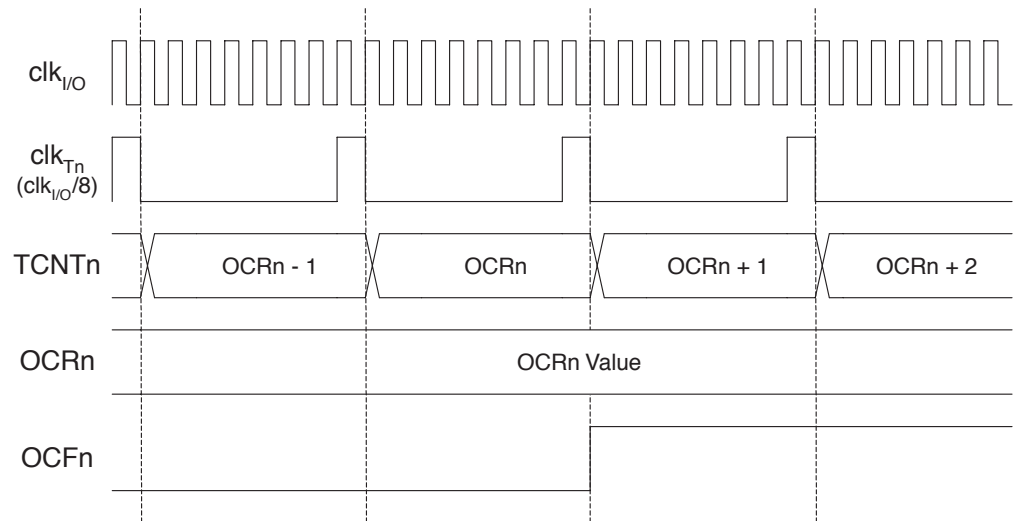 clkI/O
clkTn
(clkI/O/8)
TCNTn
OCRn - 1
OCRn
OCRn + 1
OCRn + 2
OCRn
OCRn Value
OCFn